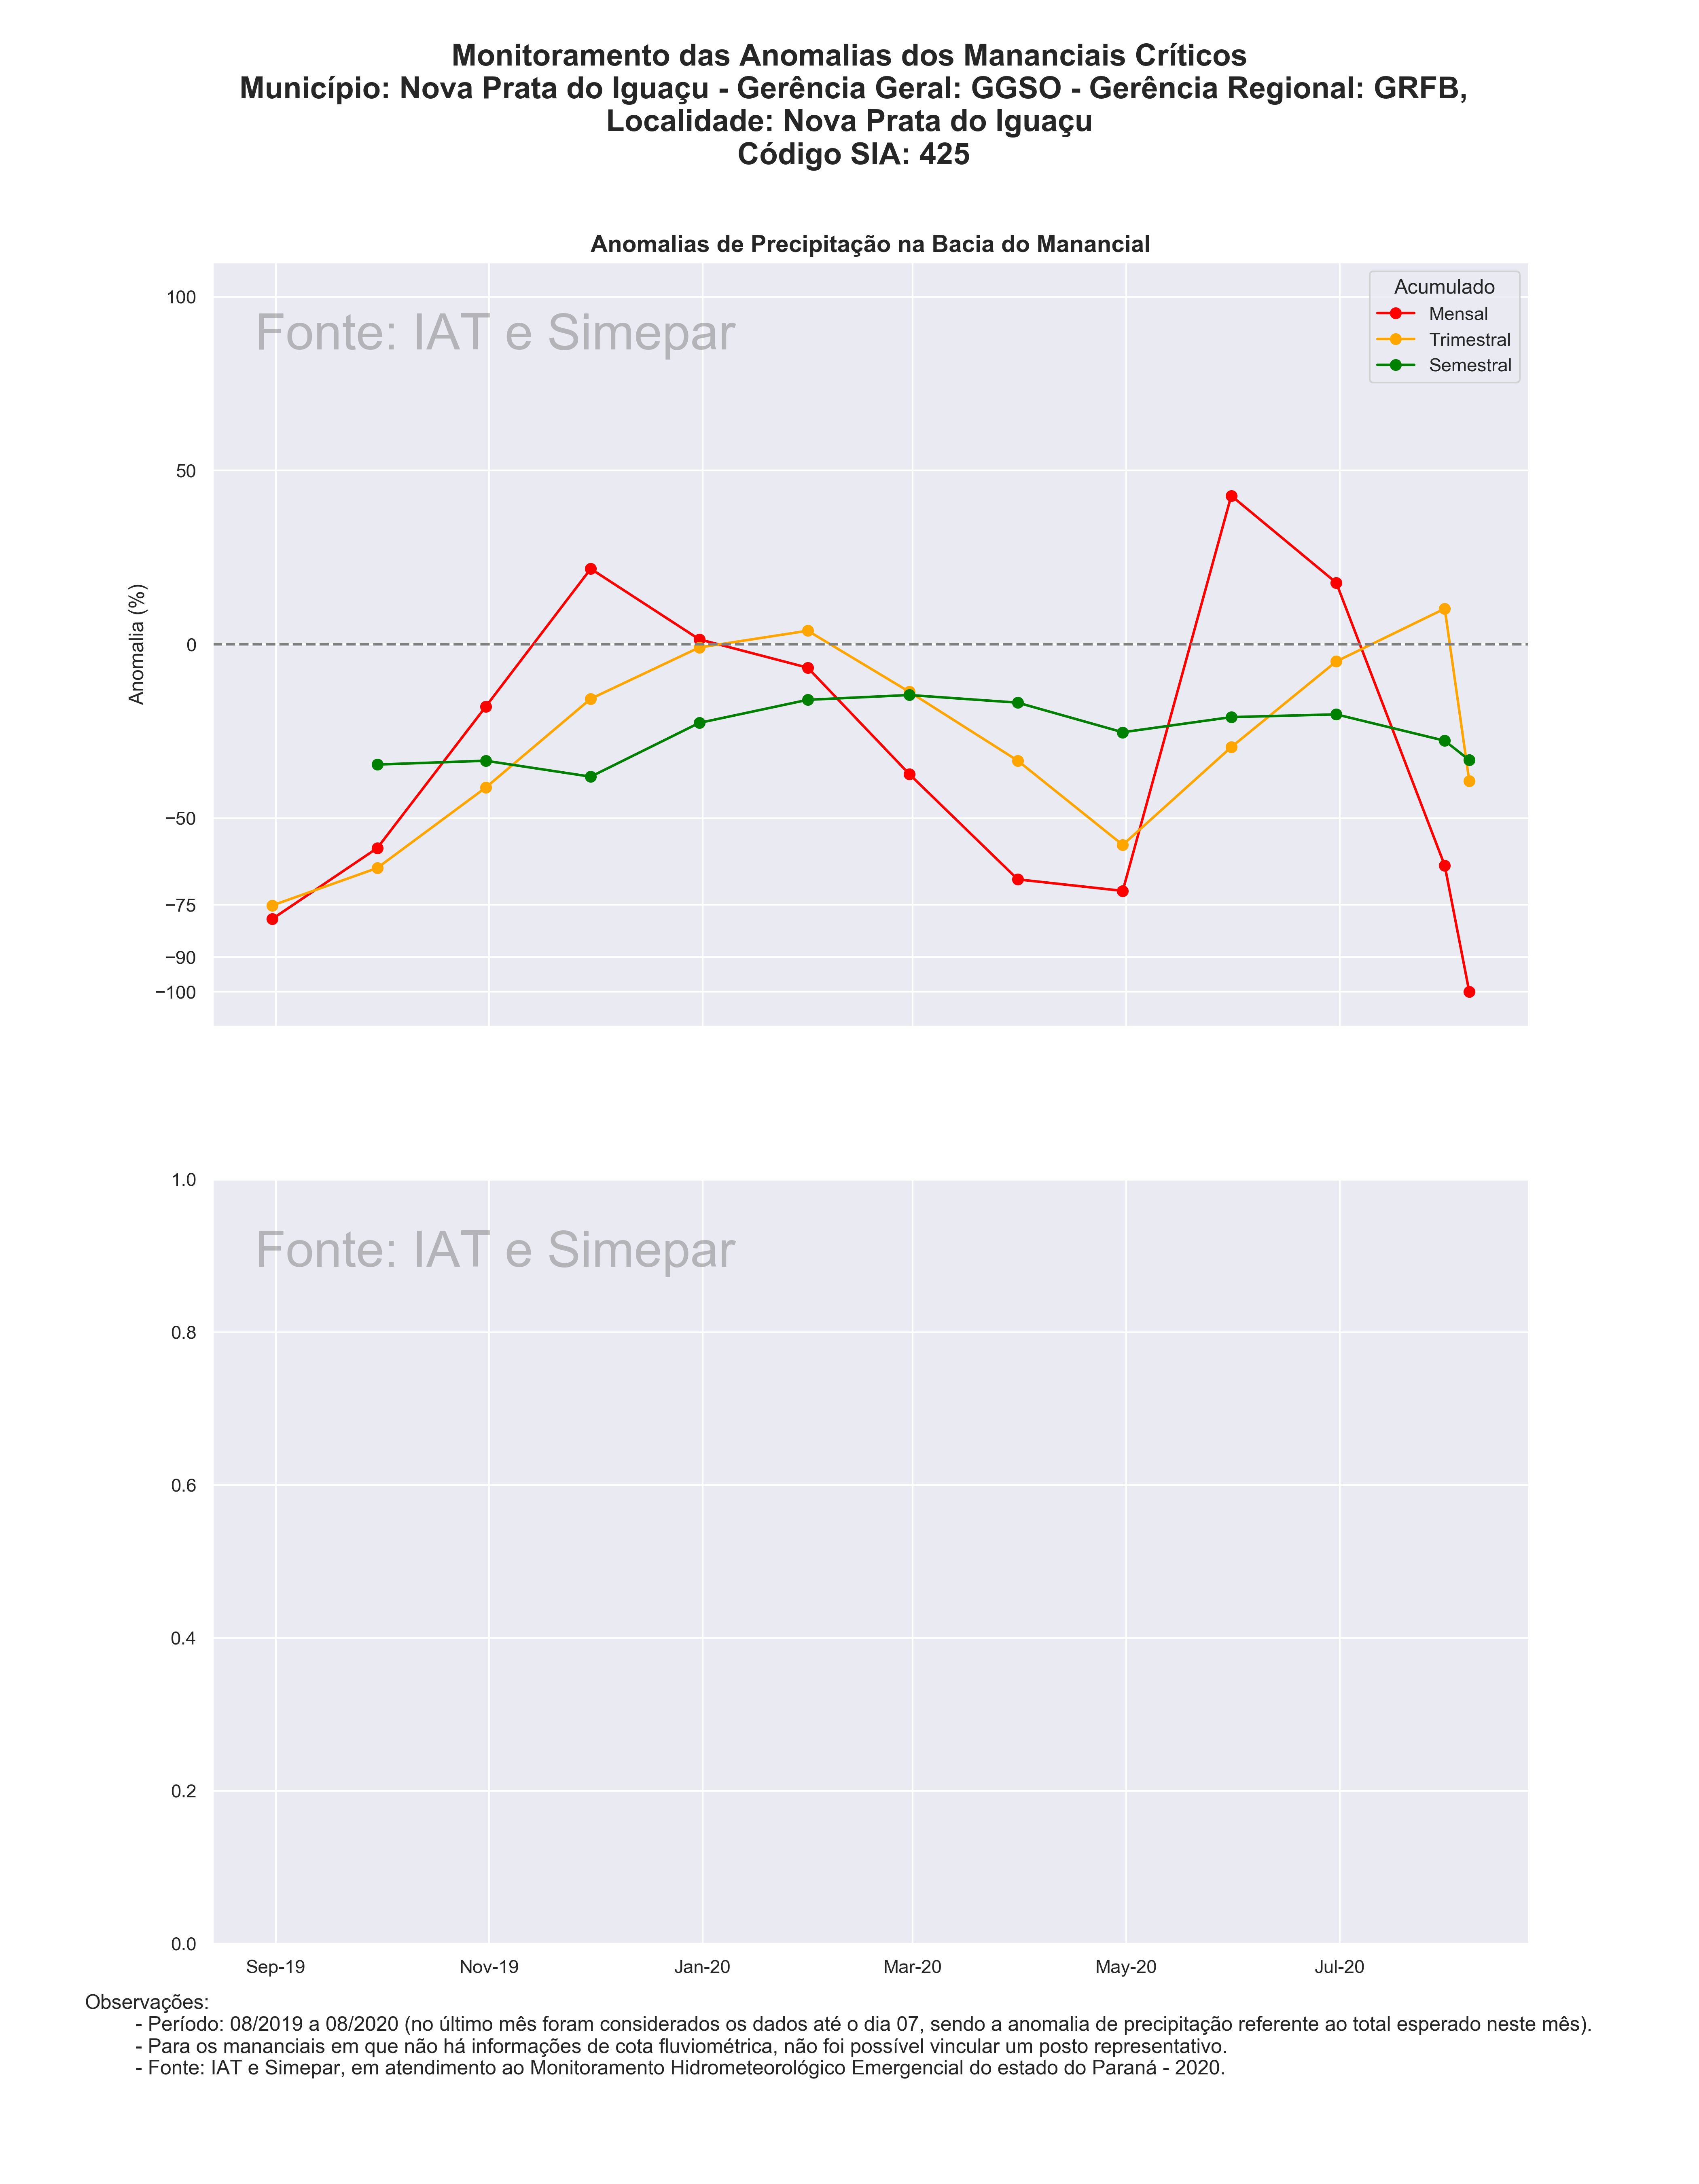 Monitoramento das Anomalias dos Mananciais Críticos
Município: Nova Prata do Iguaçu - Gerência Geral: GGSO - Gerência Regional: GRFB,
Localidade: Nova Prata do Iguaçu
Código SIA: 425
Anomalias de Precipitação na Bacia do Manancial
Fonte: IAT e Simepar
Acumulado
Mensal
Trimestral
Semestral
Anomalia (%)
100
50
0
−50
−75
−90
−100
Fonte: IAT e Simepar
1.0
0.8
0.6
0.4
0.2
0.0
Sep-19 Nov-19 Jan-20 Mar-20 May-20 Jul-20
Observações:
- Período: 08/2019 a 08/2020 (no último mês foram considerados os dados até o dia 07, sendo a anomalia de precipitação referente ao total esperado neste mês).
- Para os mananciais em que não há informações de cota fluviométrica, não foi possível vincular um posto representativo.
- Fonte: IAT e Simepar, em atendimento ao Monitoramento Hidrometeorológico Emergencial do estado do Paraná - 2020.